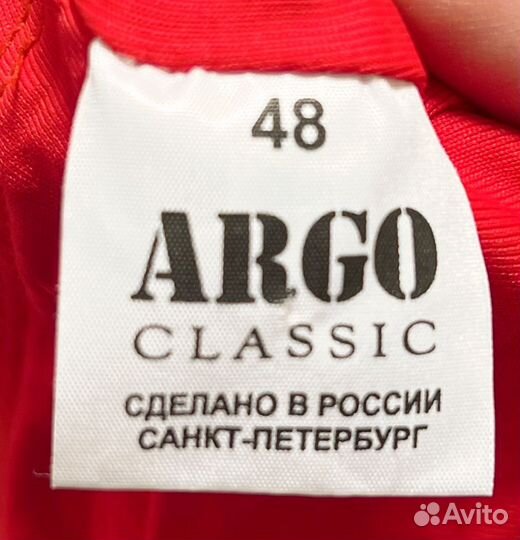 48
ARGO
CLASSIC
СДЕЛАНО В РОССИИ
САНКТ-ПЕТЕРБУРГ
Avito